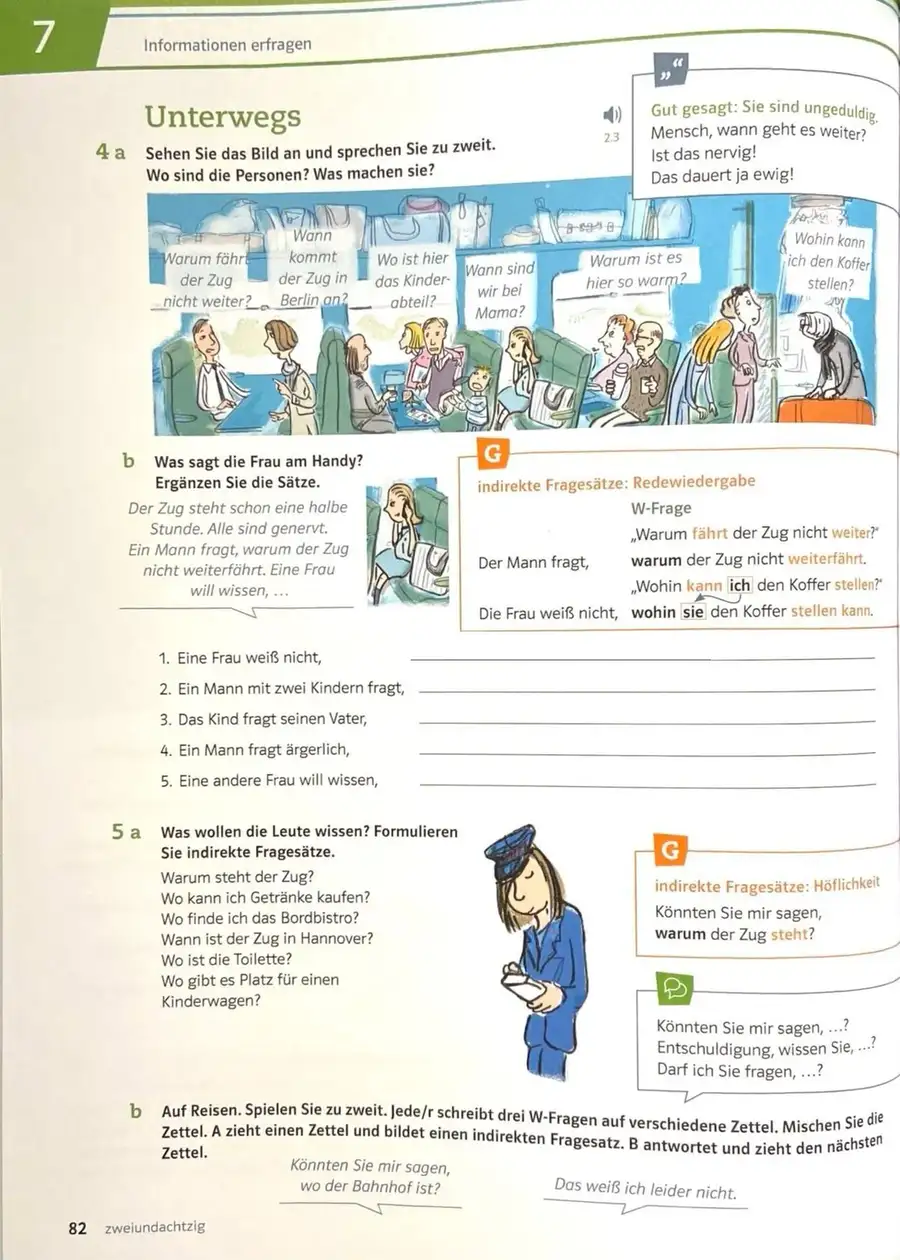 7
Informationen erfragen
Unterwegs
2.3
„“
Gut gesagt: Sie sind ungeduldig.
Mensch, wann geht es weiter?
Ist das nervig!
Das dauert ja ewig!
4 a Sehen Sie das Bild an und sprechen Sie zu zweit.
Wo sind die Personen? Was machen sie?
Warum fährt
der Zug
nicht weiter?
Wann
kommt
der Zug in
Berlin an?
Wo ist hier
das Kinder-
abteil?
Wann sind
wir bei
Mama?
Warum ist es
hier so warm?
Wohin kann
ich den Koffer
stellen?
b Was sagt die Frau am Handy?
Ergänzen Sie die Sätze.
Der Zug steht schon eine halbe
Stunde. Alle sind genervt.
Ein Mann fragt, warum der Zug
nicht weiterfährt. Eine Frau
will wissen, ...
G
indirekte Fragesätze: Redewiedergabe
W-Frage
„Warum fährt der Zug nicht weiter?“
Der Mann fragt, warum der Zug nicht weiterfährt.
„Wohin kann ich den Koffer stellen?“
Die Frau weiß nicht, wohin sie den Koffer stellen kann.
1. Eine Frau weiß nicht,
2. Ein Mann mit zwei Kindern fragt,
3. Das Kind fragt seinen Vater,
4. Ein Mann fragt ärgerlich,
5. Eine andere Frau will wissen,
5 a Was wollen die Leute wissen? Formulieren
Sie indirekte Fragesätze.
Warum steht der Zug?
Wo kann ich Getränke kaufen?
Wo finde ich das Bordbistro?
Wann ist der Zug in Hannover?
Wo ist die Toilette?
Wo gibt es Platz für einen
Kinderwagen?
G
indirekte Fragesätze: Höflichkeit
Könnten Sie mir sagen,
warum der Zug steht?
Könnten Sie mir sagen, ...?
Entschuldigung, wissen Sie, ...?
Darf ich Sie fragen, ...?
b Auf Reisen. Spielen Sie zu zweit. Jede/r schreibt drei W-Fragen auf verschiedene Zettel. Mischen Sie die
Zettel. A zieht einen Zettel und bildet einen indirekten Fragesatz. B antwortet und zieht den nächsten
Zettel.
Könnten Sie mir sagen,
wo der Bahnhof ist?
Das weiß ich leider nicht.
82 zweiundachtzig